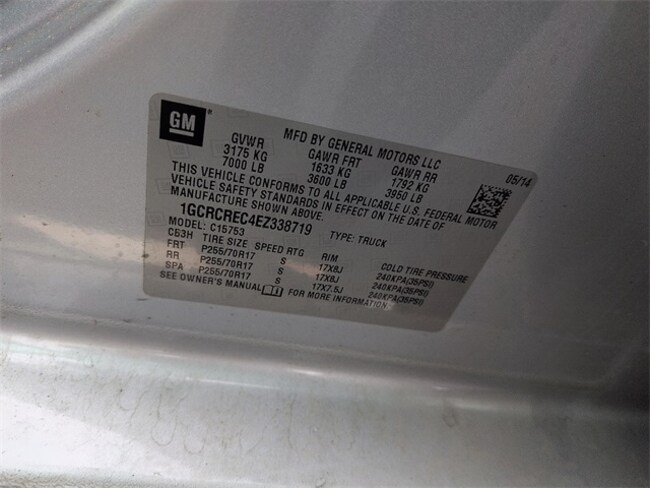 GM
MFD BY GENERAL MOTORS LLC
05/14
GVWR GAWR FRT GAWR RR
3175 KG 1633 KG 1792 KG
7000 LB 3600 LB 3950 LB
THIS VEHICLE CONFORMS TO ALL APPLICABLE U.S. FEDERAL MOTOR
VEHICLE SAFETY STANDARDS IN EFFECT ON THE DATE OF
MANUFACTURE SHOWN ABOVE.
1GCRCREC4EZ338719 TYPE: TRUCK
MODEL: C15753
CB3H TIRE SIZE SPEED RTG RIM COLD TIRE PRESSURE
FRT P255/70R17 S 17X8J 240KPA(35PSI)
RR P255/70R17 S 17X8J 240KPA(35PSI)
SPA P255/70R17 S 17X7.5J 240KPA(35PSI)
SEE OWNER'S MANUAL FOR MORE INFORMATION